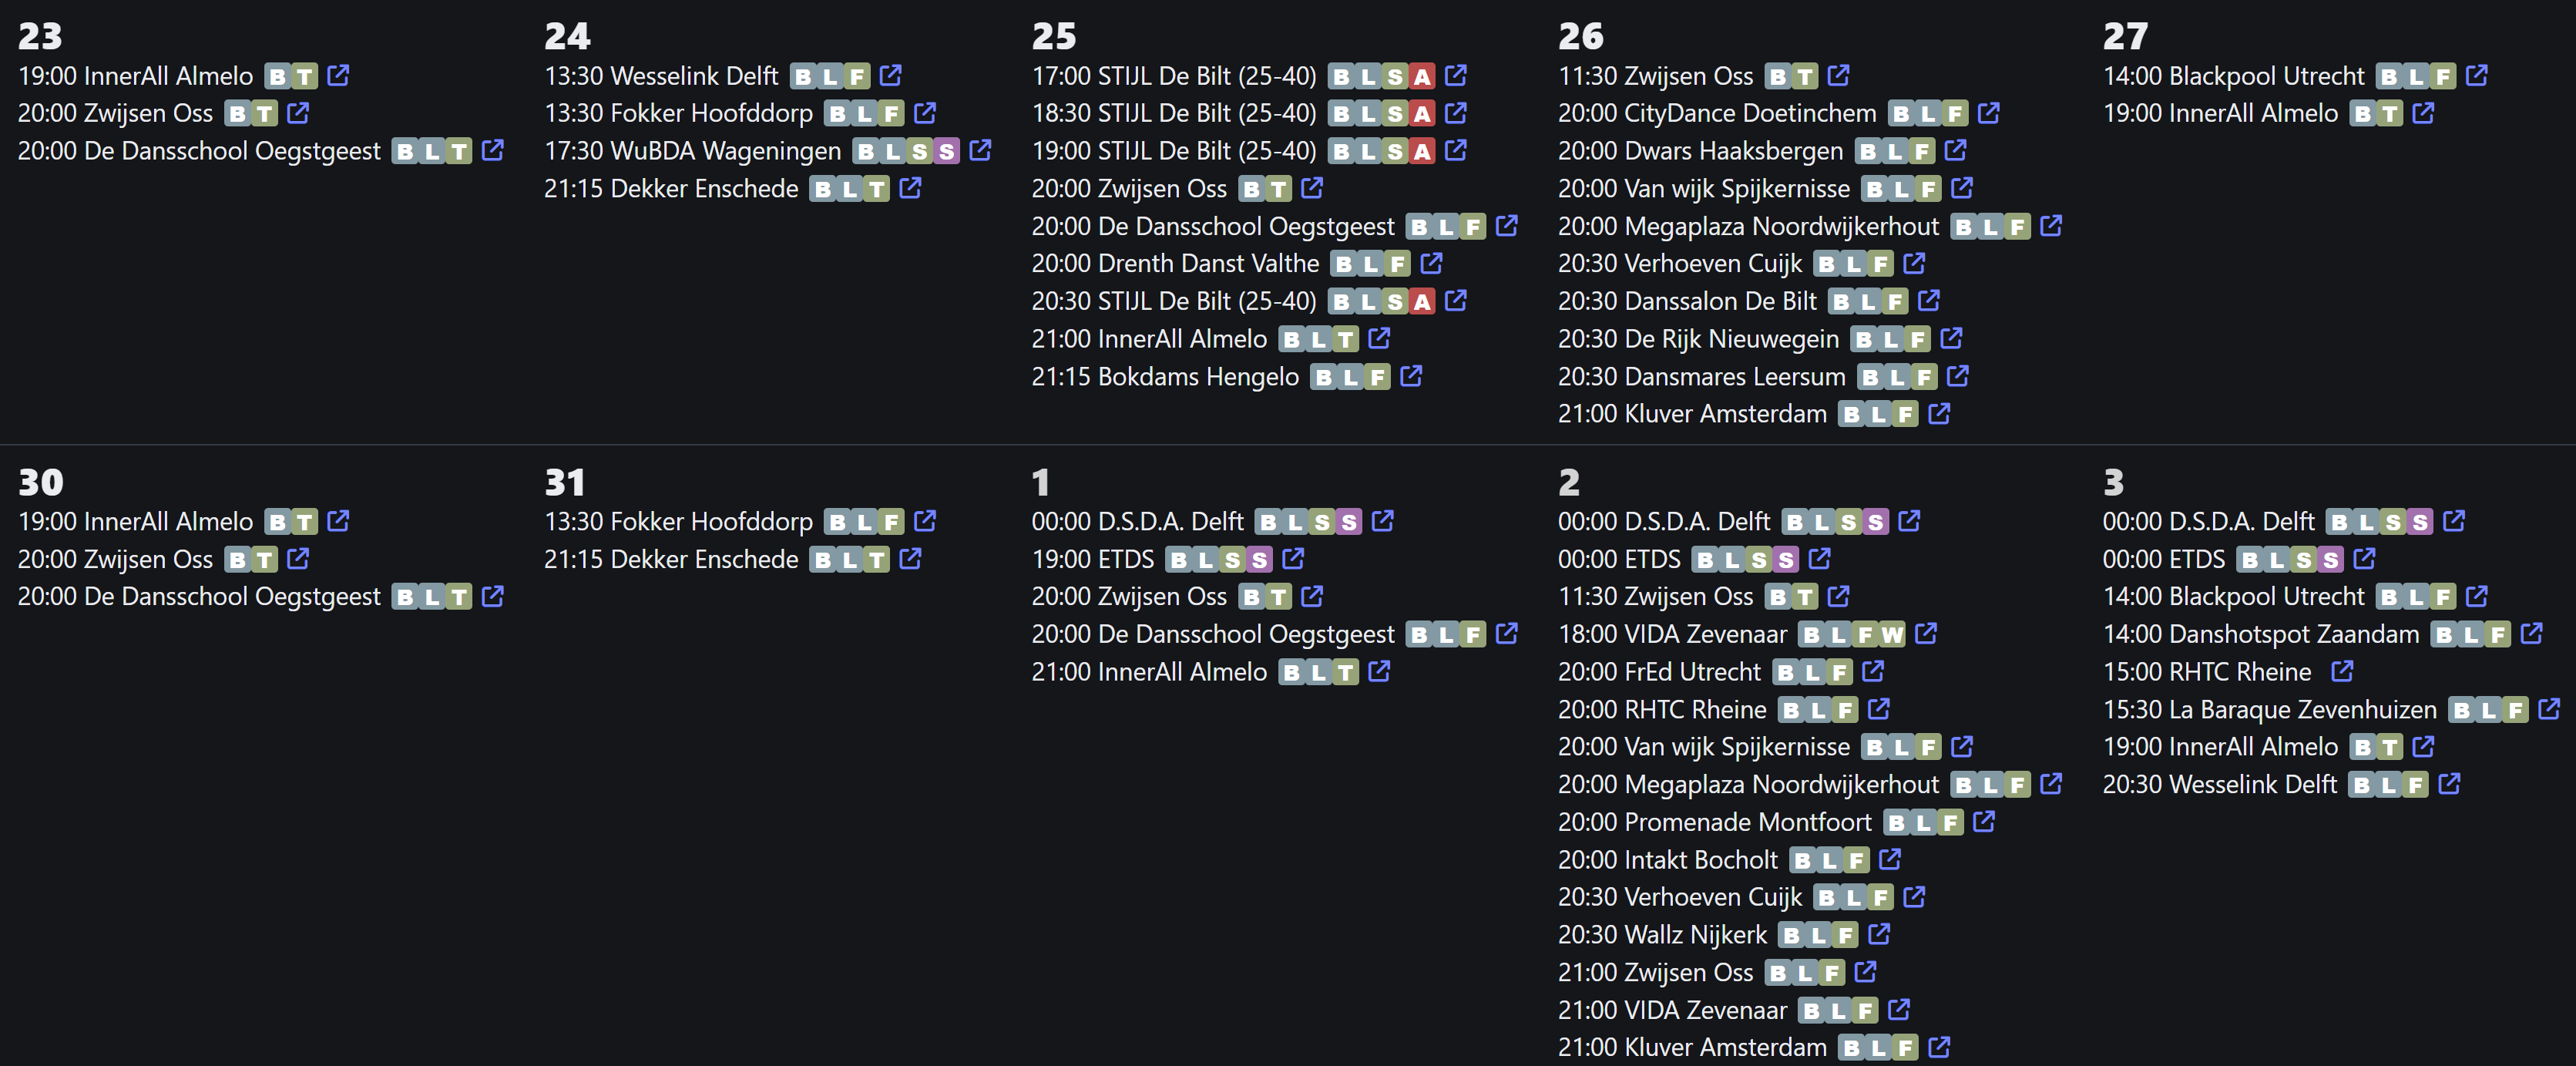 23
19:00 InnerAll Almelo B T
20:00 Zwijsen Oss B T
20:00 De Dansschool Oegstgeest B L T
24
13:30 Wesselink Delft B L F
13:30 Fokker Hoofddorp B L F
17:30 WuBDA Wageningen B L S S
21:15 Dekker Enschede B L T
25
17:00 STIJL De Bilt (25-40) B L S A
18:30 STIJL De Bilt (25-40) B L S A
19:00 STIJL De Bilt (25-40) B L S A
20:00 Zwijsen Oss B T
20:00 De Dansschool Oegstgeest B L F
20:00 Drenth Danst Valthe B L F
20:30 STIJL De Bilt (25-40) B L S A
21:00 InnerAll Almelo B L T
21:15 Bokdams Hengelo B L F
26
11:30 Zwijsen Oss B T
20:00 CityDance Doetinchem B L F
20:00 Dwars Haaksbergen B L F
20:00 Van wijk Spijkernisse B L F
20:00 Megaplaza Noordwijkerhout B L F
20:30 Verhoeven Cuijk B L F
20:30 Danssalon De Bilt B L F
20:30 De Rijk Nieuwegein B L F
20:30 Dansmares Leersum B L F
21:00 Kluver Amsterdam B L F
27
14:00 Blackpool Utrecht B L F
19:00 InnerAll Almelo B T
30
19:00 InnerAll Almelo B T
20:00 Zwijsen Oss B T
20:00 De Dansschool Oegstgeest B L T
31
13:30 Fokker Hoofddorp B L F
21:15 Dekker Enschede B L T
1
00:00 D.S.D.A. Delft B L S S
19:00 ETDS B L S S
20:00 Zwijsen Oss B T
20:00 De Dansschool Oegstgeest B L F
21:00 InnerAll Almelo B L T
2
00:00 D.S.D.A. Delft B L S S
00:00 ETDS B L S S
11:30 Zwijsen Oss B T
18:00 VIDA Zevenaar B L F W
20:00 FrEd Utrecht B L F
20:00 RHTC Rheine B L F
20:00 Van wijk Spijkernisse B L F
20:00 Megaplaza Noordwijkerhout B L F
20:00 Promenade Montfoort B L F
20:00 Intakt Bocholt B L F
20:30 Verhoeven Cuijk B L F
20:30 Wallz Nijkerk B L F
21:00 Zwijsen Oss B L F
21:00 VIDA Zevenaar B L F
21:00 Kluver Amsterdam B L F
3
00:00 D.S.D.A. Delft B L S S
00:00 ETDS B L S S
14:00 Blackpool Utrecht B L F
14:00 Danshotspot Zaandam B L F
15:00 RHTC Rheine
15:30 La Baraque Zevenhuizen B L F
19:00 InnerAll Almelo B T
20:30 Wesselink Delft B L F